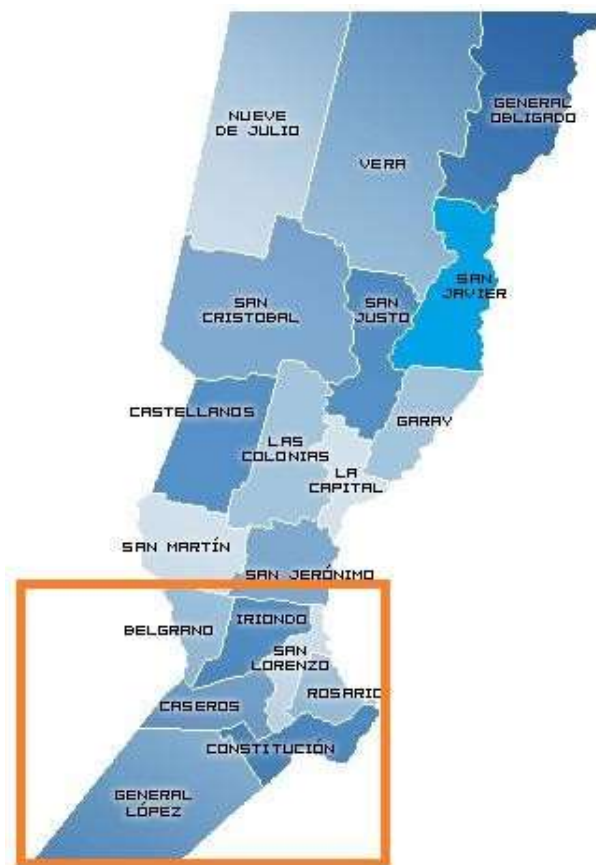 NUEVE
DE JULIO
VERA
GENERAL
OBLIGADO
SAN
CRISTOBAL
SAN
JUSTO
SAN
JAVIER
CASTELLANOS
LAS
COLONIAS
GARAY
LA
CAPITAL
SAN MARTÍN
SAN JERÓNIMO
BELGRANO
IRIONDO
SAN
LORENZO
ROSARIO
CASEROS
CONSTITUCIÓN
GENERAL
LÓPEZ